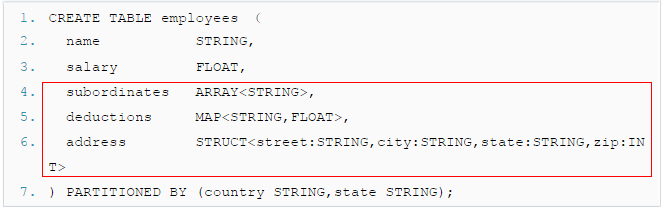 1. CREATE TABLE employees (
2. name STRING,
3. salary FLOAT,
4. subordinates ARRAY<STRING>,
5. deductions MAP<STRING,FLOAT>,
6. address STRUCT<street:STRING,city:STRING,state:STRING,zip:IN
T>
7. ) PARTITIONED BY (country STRING,state STRING);